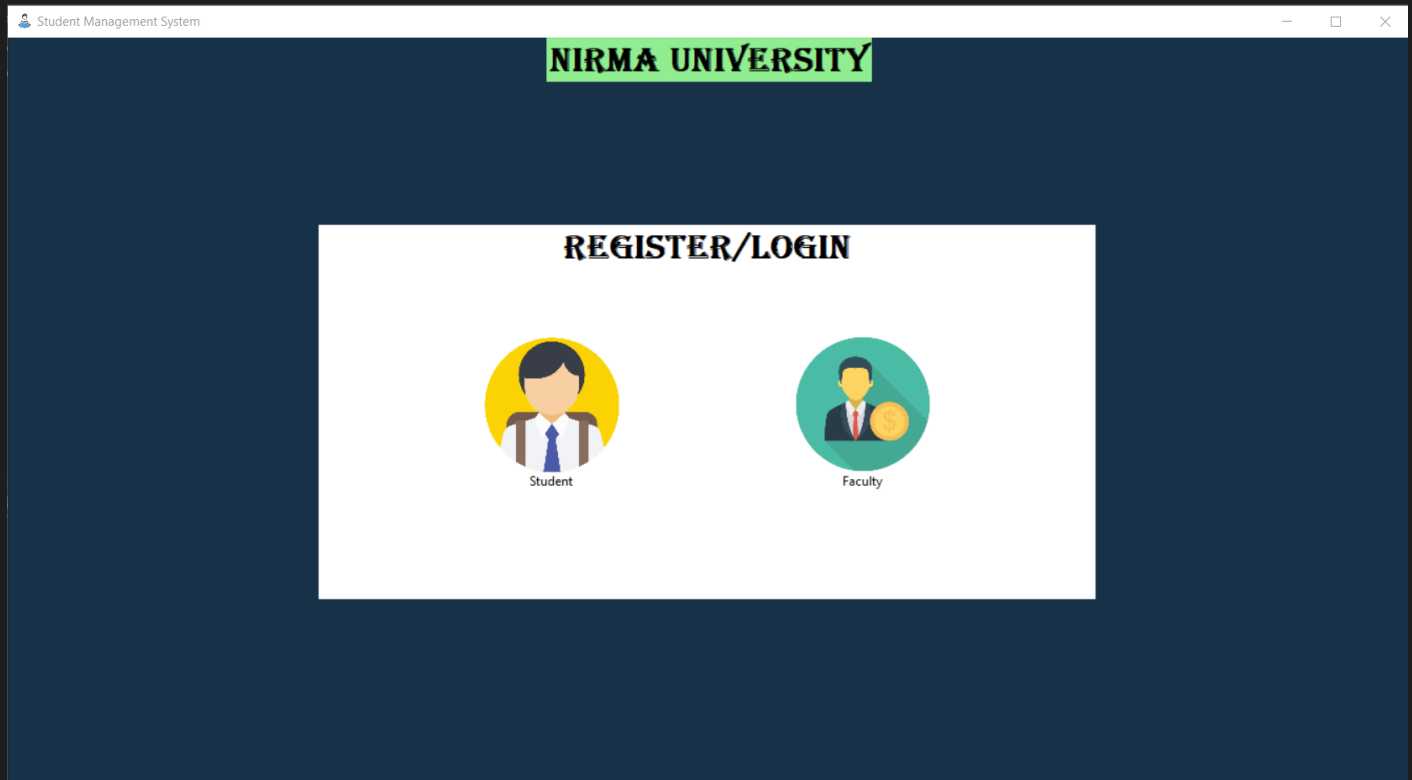 Student Management System
NIRMA UNIVERSITY
REGISTER/LOGIN
$
Student
Faculty